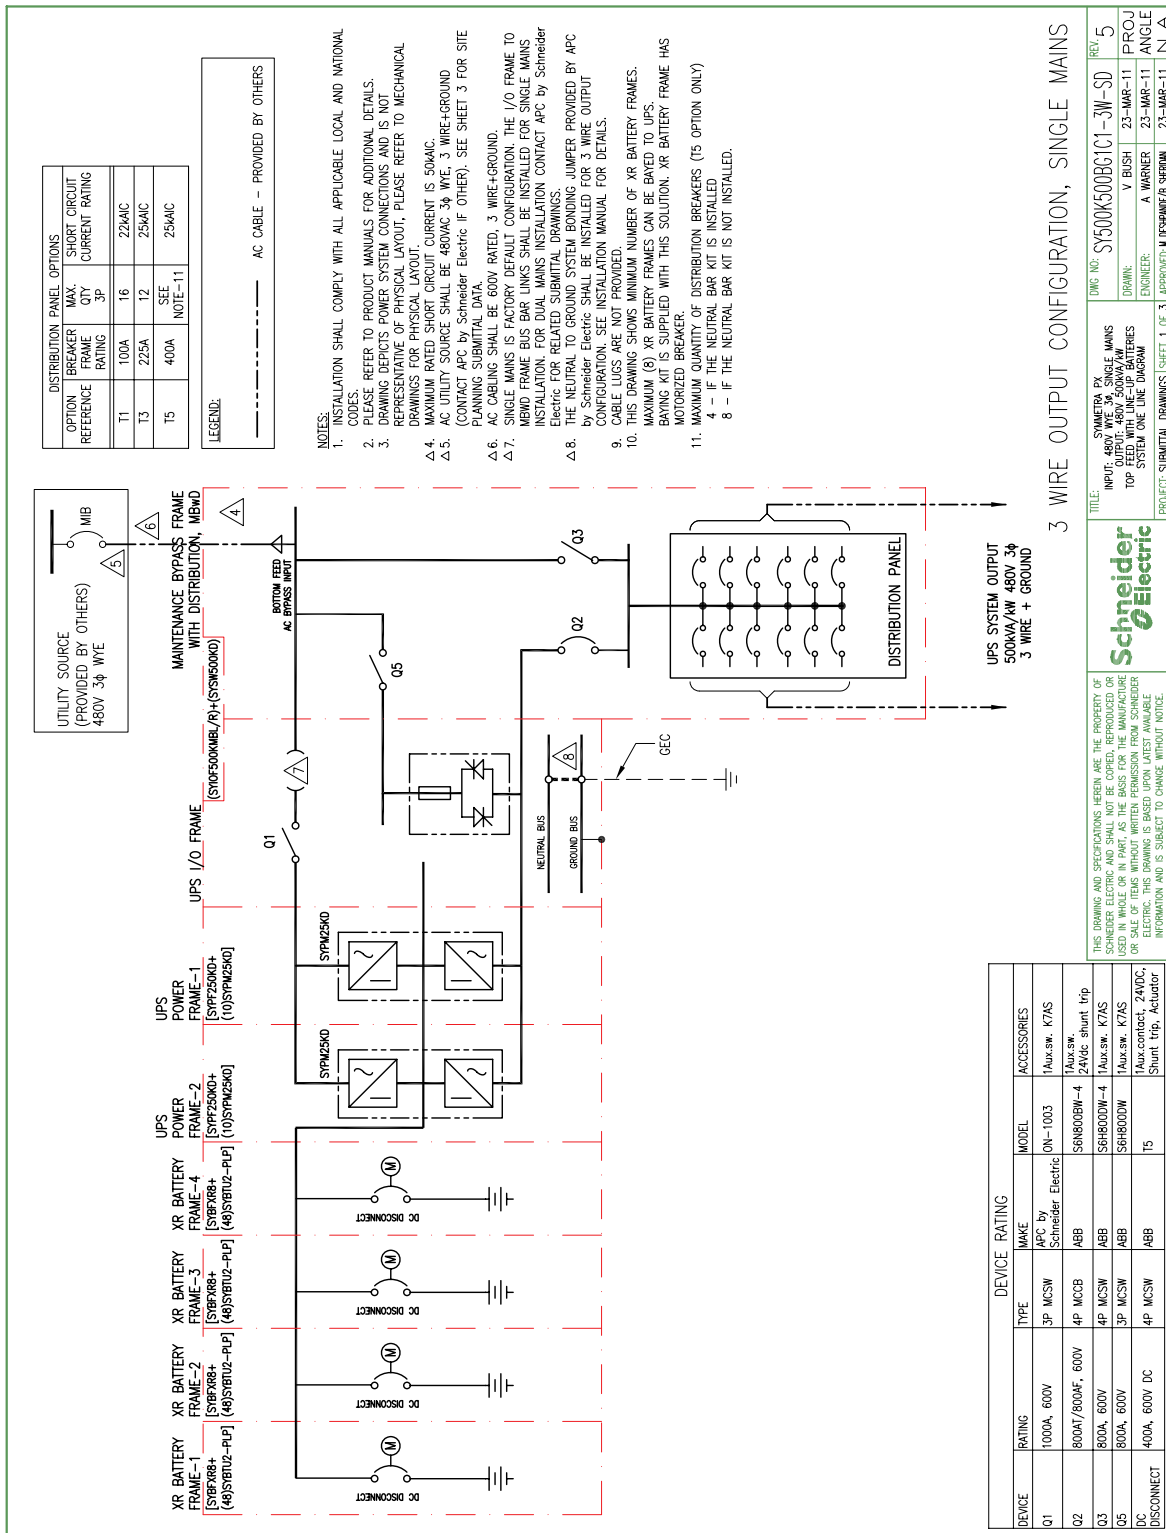 UTILITY SOURCE
(PROVIDED BY OTHERS)
480V 3ϕ WYE
MIB
5
6
MAINTENANCE BYPASS FRAME
WITH DISTRIBUTION, MBwD
4
(SYIOF500KMBL/R)+(SYSW500KD)
UPS I/O FRAME
UPS
POWER
FRAME-1
[SYPF250KD+
(10)SYPM25KD]
UPS
POWER
FRAME-2
[SYPF250KD+
(10)SYPM25KD]
XR BATTERY
FRAME-4
[SYBFXR8+
(48)SYBTU2-PLP]
XR BATTERY
FRAME-3
[SYBFXR8+
(48)SYBTU2-PLP]
XR BATTERY
FRAME-2
[SYBFXR8+
(48)SYBTU2-PLP]
XR BATTERY
FRAME-1
[SYBFXR8+
(48)SYBTU2-PLP]
BOTTOM FEED
AC BYPASS INPUT
Q1
7
Q5
Q3
Q2
SYPM25KD
SYPM25KD
M
DC DISCONNECT
M
DC DISCONNECT
M
DC DISCONNECT
M
DC DISCONNECT
NEUTRAL BUS
GROUND BUS
8
GEC
DISTRIBUTION PANEL
UPS SYSTEM OUTPUT
500kVA/kW 480V 3ϕ
3 WIRE + GROUND
DISTRIBUTION PANEL OPTIONS
OPTION REFERENCE BREAKER FRAME RATING MAX. QTY 3P SHORT CIRCUIT CURRENT RATING
T1 100A 16 22kAIC
T3 225A 12 25kAIC
T5 400A SEE NOTE-11 25kAIC
LEGEND:
AC CABLE - PROVIDED BY OTHERS
NOTES:
1. INSTALLATION SHALL COMPLY WITH ALL APPLICABLE LOCAL AND NATIONAL
CODES.
2. PLEASE REFER TO PRODUCT MANUALS FOR ADDITIONAL DETAILS.
3. DRAWING DEPICTS POWER SYSTEM CONNECTIONS AND IS NOT
REPRESENTATIVE OF PHYSICAL LAYOUT, PLEASE REFER TO MECHANICAL
DRAWINGS FOR PHYSICAL LAYOUT.
△4. MAXIMUM RATED SHORT CIRCUIT CURRENT IS 50kAIC.
△5. AC UTILITY SOURCE SHALL BE 480VAC 3ϕ WYE, 3 WIRE+GROUND
(CONTACT APC by Schneider Electric IF OTHER). SEE SHEET 3 FOR SITE
PLANNING SUBMITTAL DATA.
△6. AC CABLING SHALL BE 600V RATED, 3 WIRE+GROUND.
△7. SINGLE MAINS IS FACTORY DEFAULT CONFIGURATION. THE I/O FRAME TO
MBWD FRAME BUS BAR LINKS SHALL BE INSTALLED FOR SINGLE MAINS
INSTALLATION. FOR DUAL MAINS INSTALLATION CONTACT APC by Schneider
Electric FOR RELATED SUBMITTAL DRAWINGS.
△8. THE NEUTRAL TO GROUND SYSTEM BONDING JUMPER PROVIDED BY APC
by Schneider Electric SHALL BE INSTALLED FOR 3 WIRE OUTPUT
CONFIGURATION. SEE INSTALLATION MANUAL FOR DETAILS.
9. CABLE LUGS ARE NOT PROVIDED.
10. THIS DRAWING SHOWS MINIMUM NUMBER OF XR BATTERY FRAMES.
MAXIMUM (8) XR BATTERY FRAMES CAN BE BAYED TO UPS.
BAYING KIT IS SUPPLIED WITH THIS SOLUTION. XR BATTERY FRAME HAS
MOTORIZED BREAKER.
11. MAXIMUM QUANTITY OF DISTRIBUTION BREAKERS (T5 OPTION ONLY)
4 - IF THE NEUTRAL BAR KIT IS INSTALLED
8 - IF THE NEUTRAL BAR KIT IS NOT INSTALLED.
3 WIRE OUTPUT CONFIGURATION, SINGLE MAINS
DEVICE RATING
DEVICE RATING TYPE MAKE MODEL ACCESSORIES
Q1 1000A, 600V 3P MCSW APC by Schneider Electric ON-1003 1Aux.sw. K7AS
Q2 800AT/800AF, 600V 4P MCCB ABB S6N800BW-4 1Aux.sw. 24Vdc shunt trip
Q3 800A, 600V 4P MCSW ABB S6H800DW-4 1Aux.sw. K7AS
Q5 800A, 600V 3P MCSW ABB S6H800DW 1Aux.sw. K7AS
DC DISCONNECT 400A, 600V DC 4P MCSW ABB T5 1Aux.contact, 24VDC, Shunt trip, Actuator
THIS DRAWING AND SPECIFICATIONS HEREIN ARE THE PROPERTY OF
SCHNEIDER ELECTRIC AND SHALL NOT BE COPIED, REPRODUCED OR
USED IN WHOLE OR IN PART, AS THE BASIS FOR THE MANUFACTURE
OR SALE OF ITEMS WITHOUT WRITTEN PERMISSION FROM SCHNEIDER
ELECTRIC. THIS DRAWING IS BASED UPON LATEST AVAILABLE
INFORMATION AND IS SUBJECT TO CHANGE WITHOUT NOTICE.
Schneider
Electric
TITLE: SYMMETRA PX
INPUT: 480V WYE 3ϕ, SINGLE MAINS
OUTPUT: 480V 500kVA/kW
TOP FEED WITH LINE-UP BATTERIES
SYSTEM ONE LINE DIAGRAM
PROJECT: SUBMITTAL DRAWINGS SHEET 1 OF 3
DWG NO: SY500K500DBG1C1-3W-SD
REV: 5
DRAWN: V BUSH 23-MAR-11
ENGINEER: A WARNER 23-MAR-11
APPROVED: 23-MAR-11
PROJ
ANGLE
N A